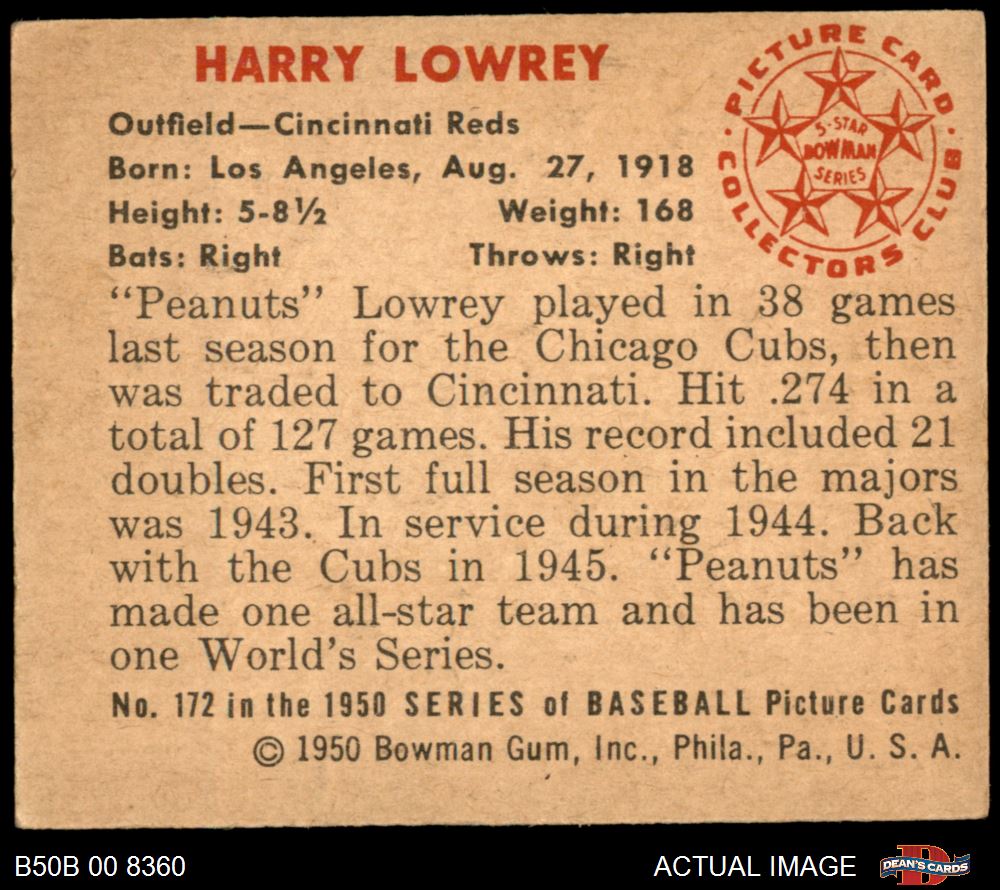 HARRY LOWREY
PICTURE CARD COLLECTORS CLUB
5-STAR
BOWMAN
SERIES
Outfield—Cincinnati Reds
Born: Los Angeles, Aug. 27, 1918
Height: 5-8½ Weight: 168
Bats: Right Throws: Right
"Peanuts" Lowrey played in 38 games
last season for the Chicago Cubs, then
was traded to Cincinnati. Hit .274 in a
total of 127 games. His record included 21
doubles. First full season in the majors
was 1943. In service during 1944. Back
with the Cubs in 1945. "Peanuts" has
made one all-star team and has been in
one World's Series.
No. 172 in the 1950 SERIES of BASEBALL Picture Cards
© 1950 Bowman Gum, Inc., Phila., Pa., U. S. A.
B50B 00 8360
ACTUAL IMAGE
D
DEAN'S CARDS